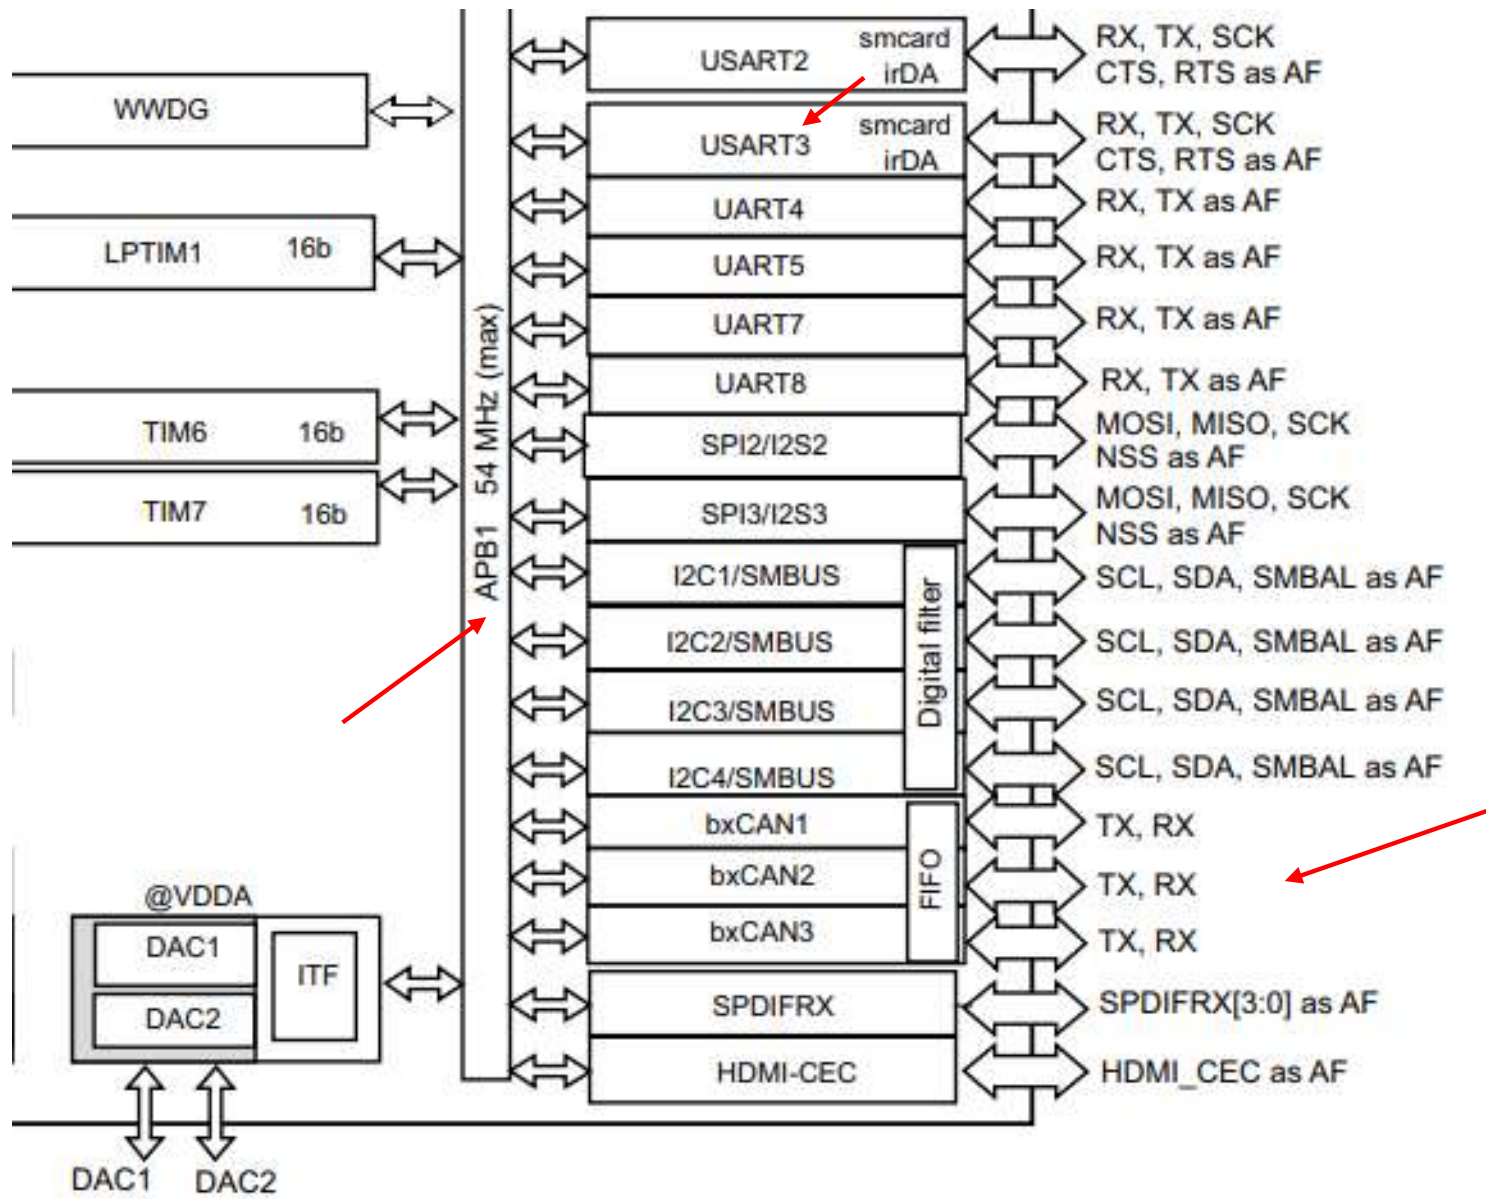 WWDG
LPTIM1 16b
TIM6 16b
TIM7 16b
@VDDA
DAC1
DAC2
ITF
DAC1 DAC2
APB1 54 MHz (max)
USART2 smcard
irDA
RX, TX, SCK
CTS, RTS as AF
USART3 smcard
irDA
RX, TX, SCK
CTS, RTS as AF
UART4
RX, TX as AF
UART5
RX, TX as AF
UART7
RX, TX as AF
UART8
RX, TX as AF
SPI2/I2S2
MOSI, MISO, SCK
NSS as AF
SPI3/I2S3
MOSI, MISO, SCK
NSS as AF
I2C1/SMBUS
SCL, SDA, SMBAL as AF
I2C2/SMBUS
SCL, SDA, SMBAL as AF
I2C3/SMBUS
SCL, SDA, SMBAL as AF
I2C4/SMBUS
SCL, SDA, SMBAL as AF
Digital filter
bxCAN1
TX, RX
bxCAN2
TX, RX
bxCAN3
TX, RX
FIFO
SPDIFRX
SPDIFRX[3:0] as AF
HDMI-CEC
HDMI_CEC as AF